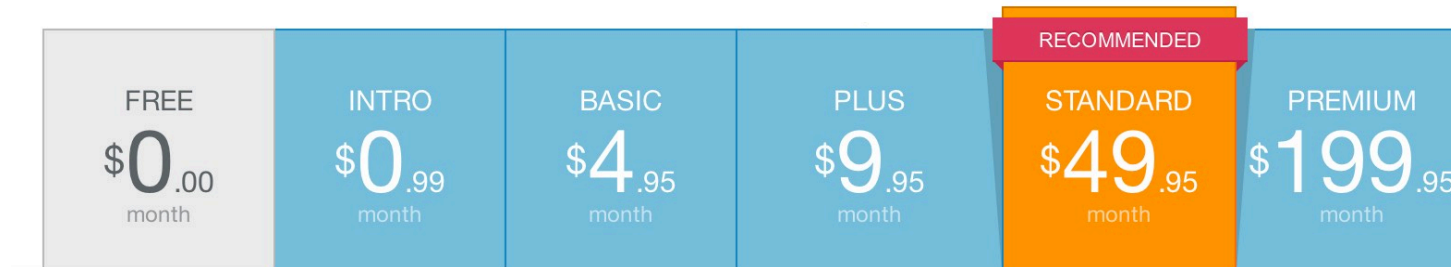 RECOMMENDED
FREE
$0.00
month
INTRO
$0.99
month
BASIC
$4.95
month
PLUS
$9.95
month
STANDARD
$49.95
month
PREMIUM
$199.95
month